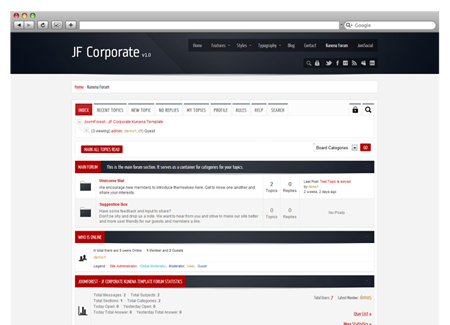 Google
JF Corporate v1.0
Home Features Styles Typography Blog Contact Kunena Forum JomSocial
Home Kunena Forum
INDEX RECENT TOPICS NEW TOPIC NO REPLIES MY TOPICS PROFILE RULES HELP SEARCH
JoomForest - JF Corporate Kunena Template
(3 viewing) admin, demo1, (1) Guest
MARK ALL TOPICS READ
Board Categories GO
MAIN FORUM This is the main forum section. It serves as a container for categories for your topics.
Welcome Mat
We encourage new members to introduce themselves here. Get to know one another and
share your interests.
2 Topics
0 Replies
Last Post: Test Topic is solved
by demo1
2 weeks, 2 days ago
Suggestion Box
Have some feedback and input to share?
Don't be shy and drop us a note. We want to hear from you and strive to make our site better
and more user friendly for our guests and members a like.
0 Topics
0 Replies
No Posts
WHO IS ONLINE
In total there are 3 users Online : 1 Member and 2 Guests
demo1
Legend : Site Administrator, Global Moderator, Moderator, User, Guest
JOOMFOREST - JF CORPORATE KUNENA TEMPLATE FORUM STATISTICS
Total Messages: 2 Total Subjects: 2
Total Sections: 1 Total Categories: 2
Today Open: 0 Yesterday Open: 0
Today Total Answer: 0 Yesterday Total Answer: 0
Total Users: 2 Latest Member: demo1
Stat List »
More Statistics »